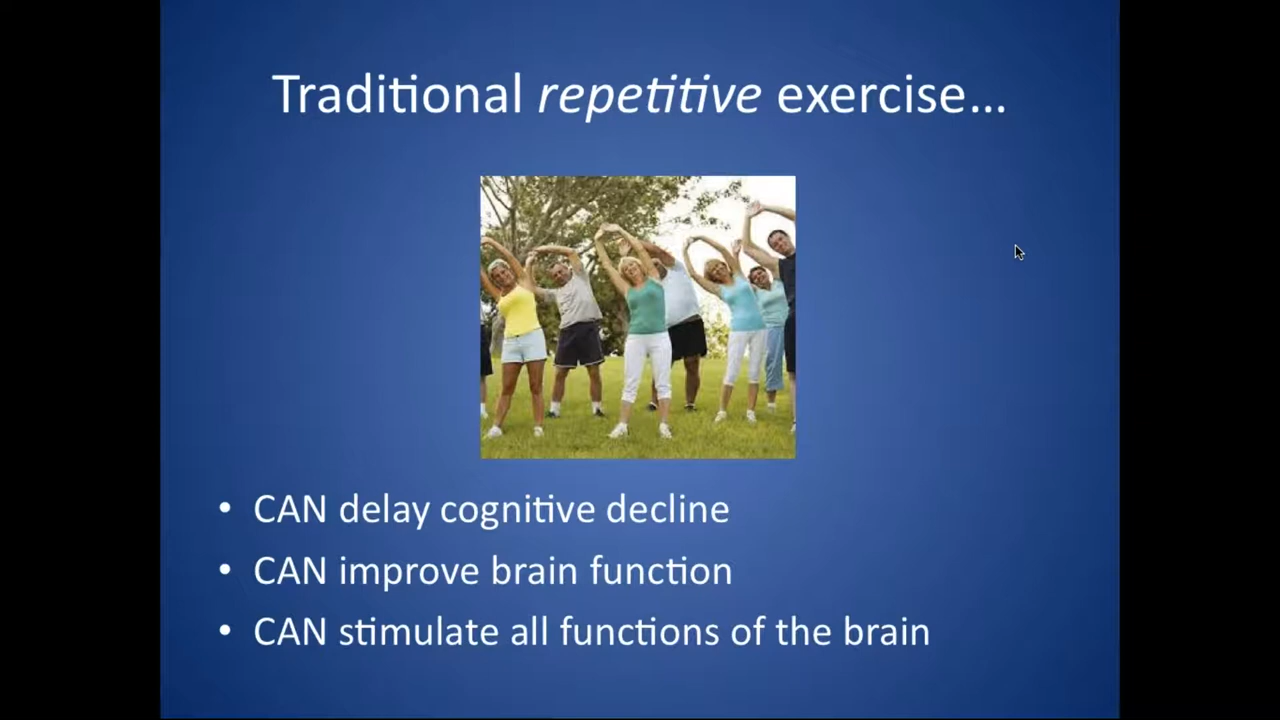 Traditional repetitive exercise…
• CAN delay cognitive decline
• CAN improve brain function
• CAN stimulate all functions of the brain